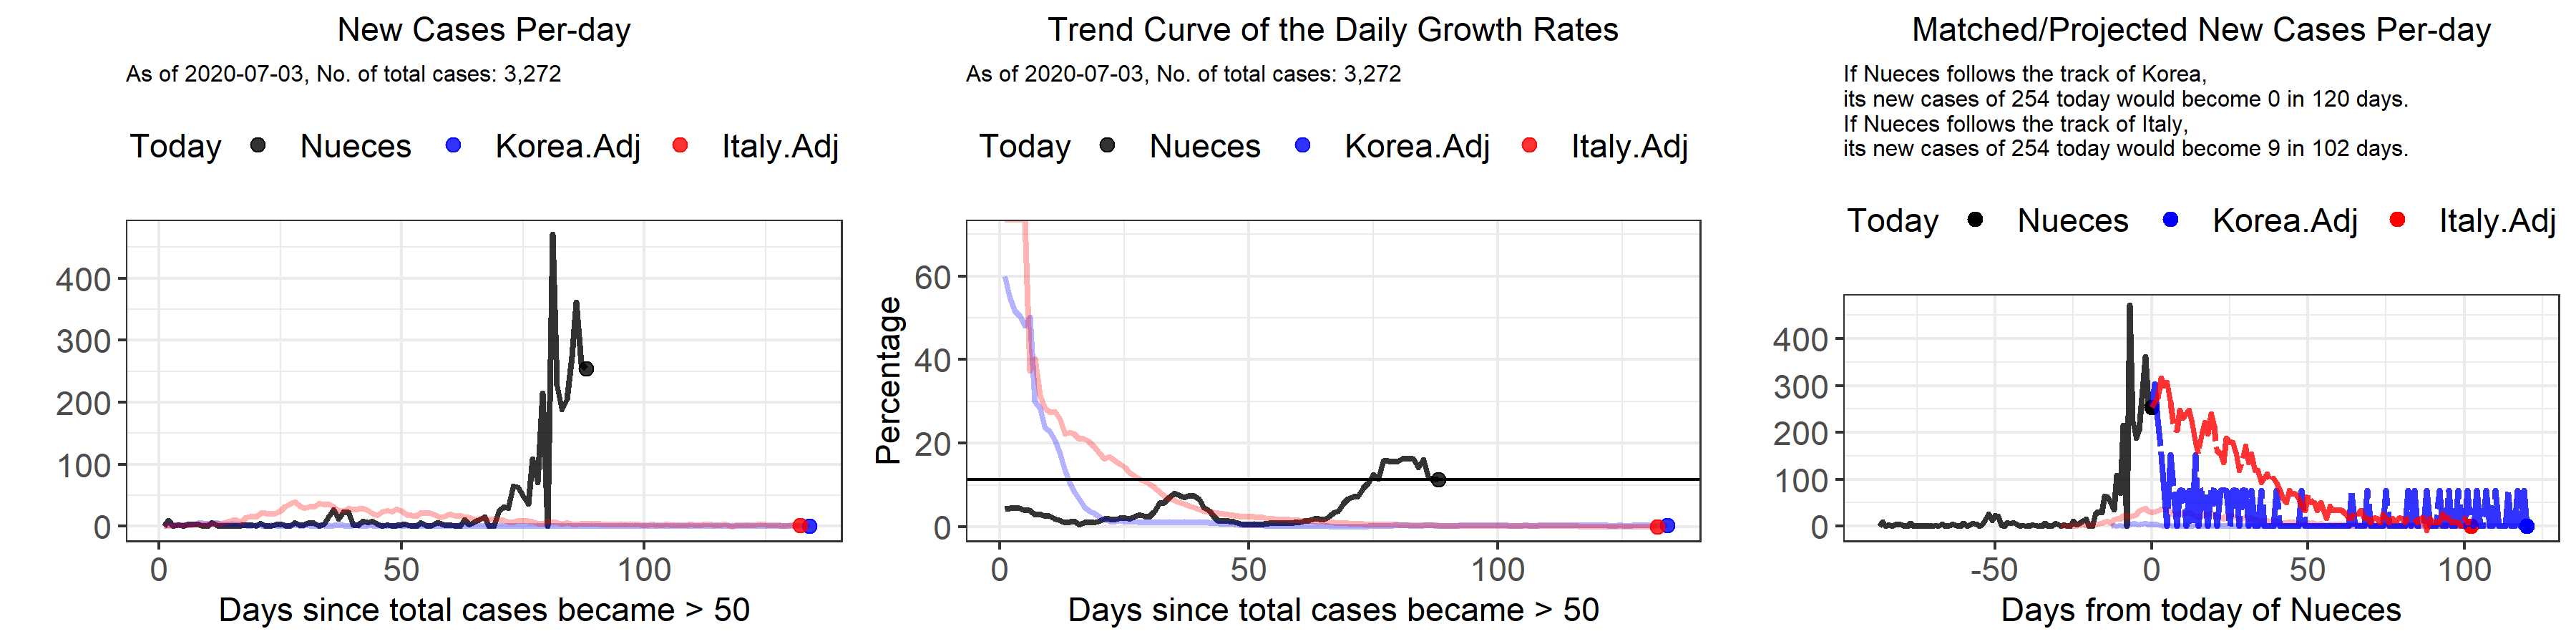 New Cases Per-day
As of 2020-07-03, No. of total cases: 3,272
Today Nueces Korea.Adj Italy.Adj
400
300
200
100
0
0 50 100
Days since total cases became > 50
Trend Curve of the Daily Growth Rates
As of 2020-07-03, No. of total cases: 3,272
Today Nueces Korea.Adj Italy.Adj
Percentage
60
40
20
0
0 50 100
Days since total cases became > 50
Matched/Projected New Cases Per-day
If Nueces follows the track of Korea,
its new cases of 254 today would become 0 in 120 days.
If Nueces follows the track of Italy,
its new cases of 254 today would become 9 in 102 days.
Today Nueces Korea.Adj Italy.Adj
400
300
200
100
0
-50 0 50 100
Days from today of Nueces